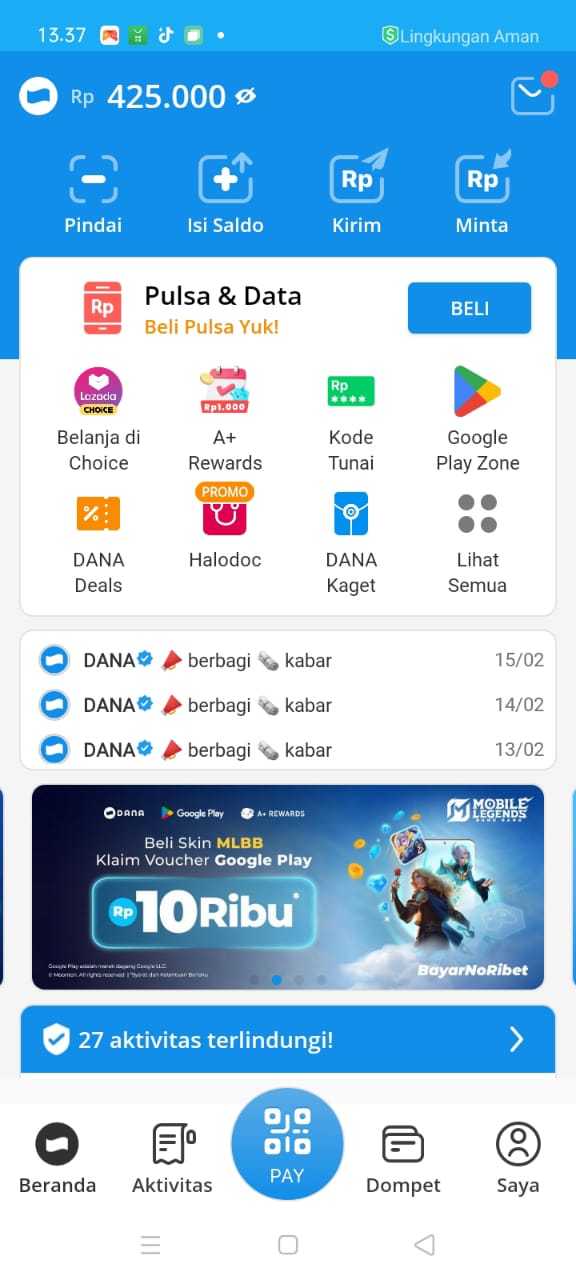 13.37
Lingkungan Aman
Rp 425.000
Pindai
Isi Saldo
Rp
Kirim
Rp
Minta
Rp
Pulsa & Data
Beli Pulsa Yuk!
BELI
Lazada
CHOICE
Belanja di
Choice
Rp1.000
A+
Rewards
Rp
****
Kode
Tunai
Google
Play Zone
DANA
Deals
PROMO
Halodoc
DANA
Kaget
Lihat
Semua
DANA berbagi kabar 15/02
DANA berbagi kabar 14/02
DANA berbagi kabar 13/02
DANA Google Play A+ REWARDS
MOBILE
LEGENDS
BANG BANG
Beli Skin MLBB
Klaim Voucher Google Play
Rp 10Ribu*
Google Play adalah merek dagang Google LLC.
© Moonton. All rights reserved | *Syarat dan Ketentuan Berlaku
BayarNoRibet
27 aktivitas terlindungi!
Beranda
Aktivitas
PAY
Dompet
Saya